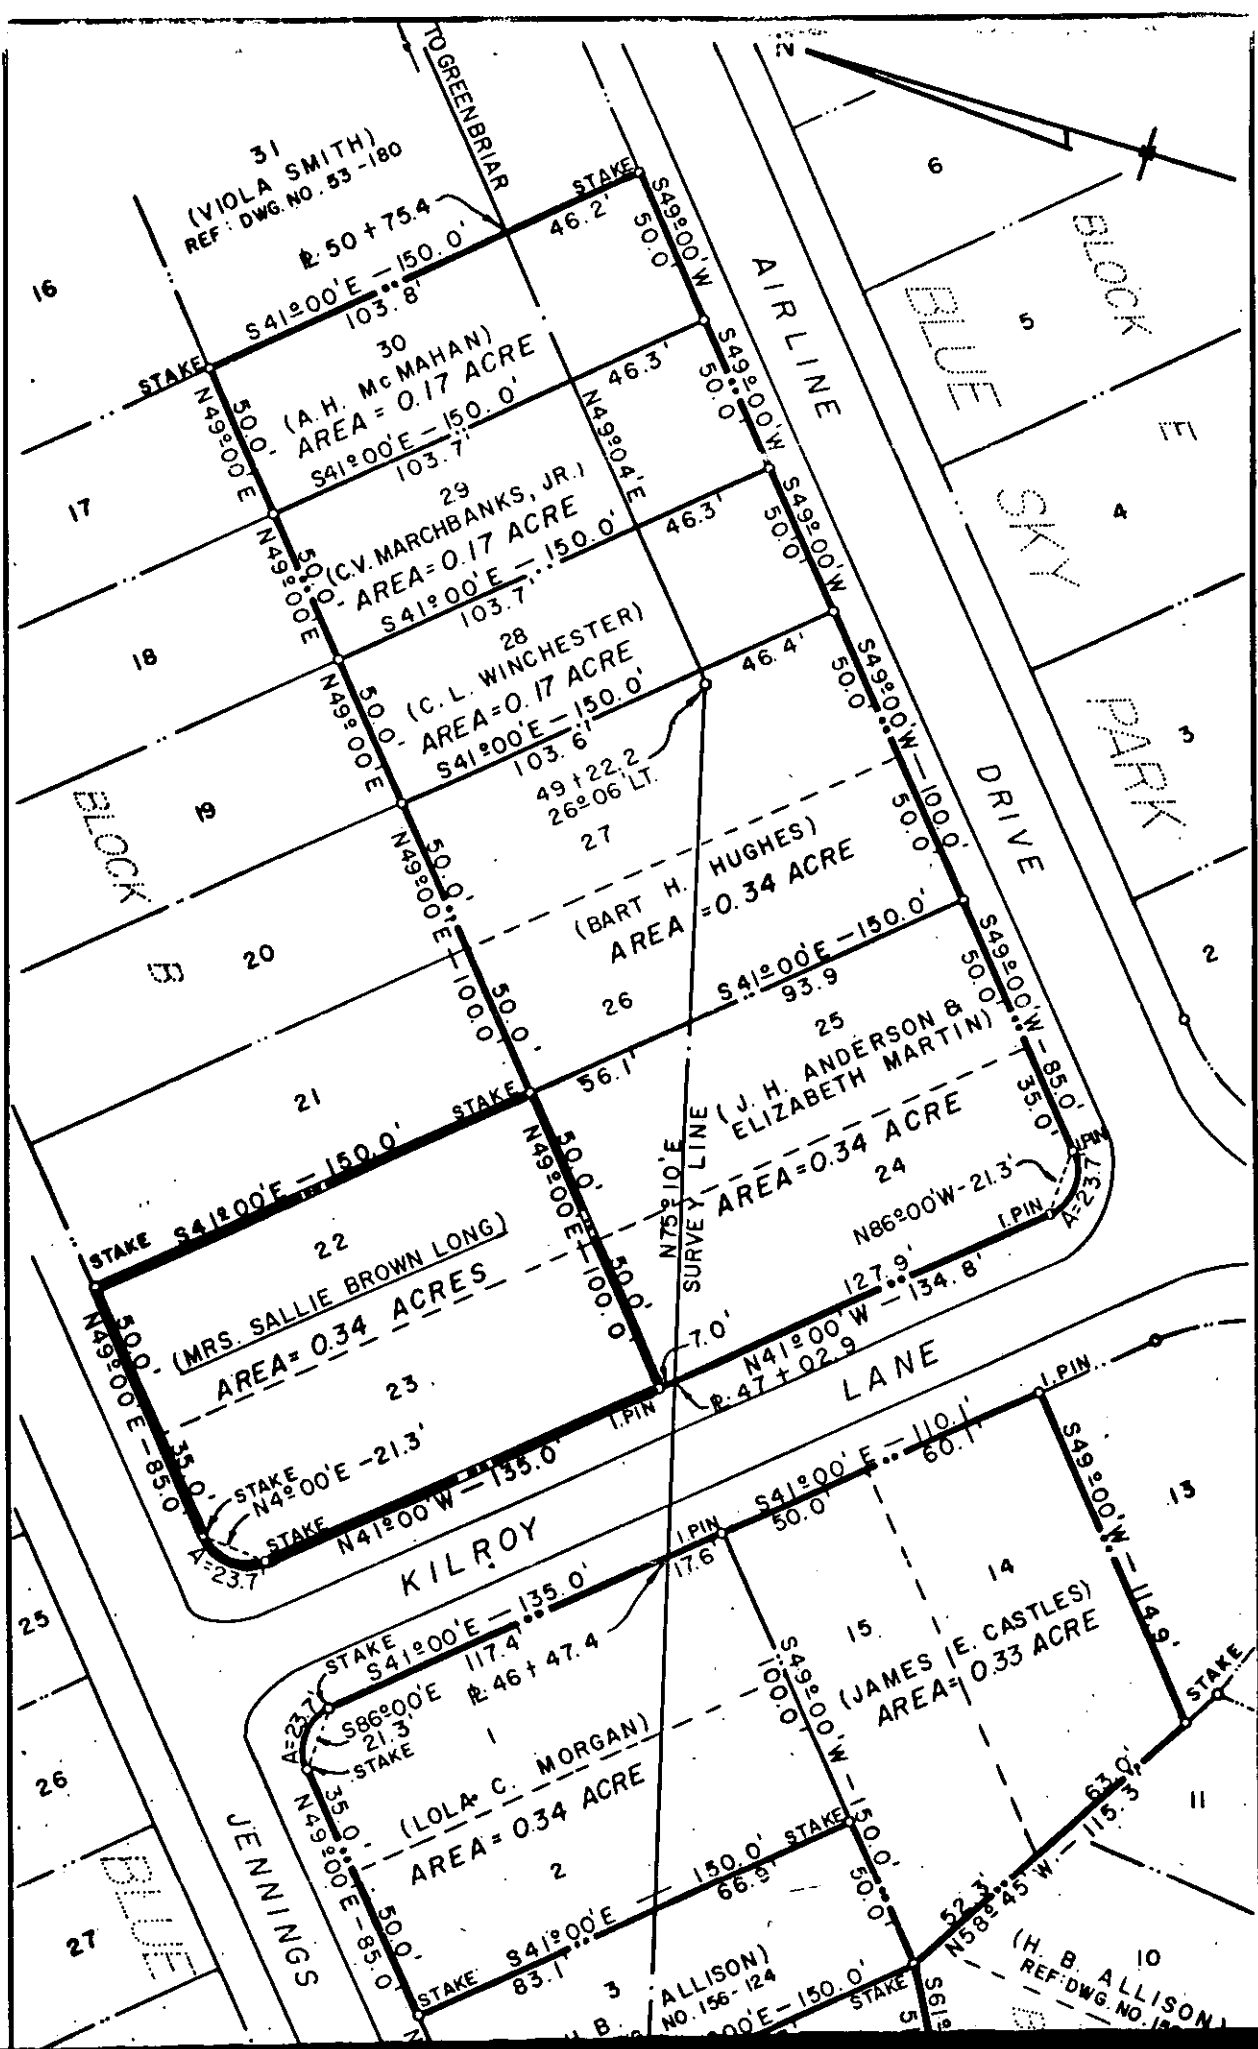 N
TO GREENBRIAR
31
(VIOLA SMITH)
REF: DWG. NO. 53-180
STAKE
46.2'
S49°00'W
50.0'
6
BLOCK
E
5
BLUE
SKY
PARK
4
3
2
AIRLINE
DRIVE
16
℄ 50 + 75.4
S41°00'E - 150.0'
103.8'
STAKE
30
(A.H. McMAHAN)
AREA = 0.17 ACRE
N49°00'E
50.0'
S49°00'W
50.0'
46.3'
S41°00'E - 150.0'
103.7'
N49°04'E
17
29
(C.V. MARCHBANKS, JR.)
AREA = 0.17 ACRE
N49°00'E
50.0'
S49°00'W
50.0'
46.3'
S41°00'E - 150.0'
103.7'
18
28
(C. L. WINCHESTER)
AREA = 0.17 ACRE
N49°00'E
50.0'
46.4'
S41°00'E - 150.0'
103.6'
49 + 22.2
26°06 LT.
S49°00'W - 100.0'
50.0'
50.0'
19
BLOCK
B
20
21
27
(BART H. HUGHES)
AREA = 0.34 ACRE
26
N49°00'E - 100.0'
50.0'
50.0'
S41°00'E - 150.0'
93.9
56.1'
STAKE
25
(J. H. ANDERSON &
ELIZABETH MARTIN)
AREA = 0.34 ACRE
24
S49°00'W - 85.0'
50.0'
35.0'
I.PIN
A=23.7
N86°00'W - 21.3'
I.PIN
N75°10'E
SURVEY LINE
127.9'
N41°00'W - 134.8'
7.0'
℄ 47 + 02.9
S41°00'E - 150.0'
STAKE
22
(MRS. SALLIE BROWN LONG)
AREA = 0.34 ACRES
23
N49°00'E - 100.0'
50.0'
50.0'
N49°00'E - 85.0'
50.0'
35.0'
STAKE
N4°00'E - 21.3'
A=23.7'
STAKE
N41°00'W - 135.0'
I.PIN
KILROY
LANE
I.PIN
S41°00'E - 110.1'
60.1'
50.0'
I.PIN
17.6'
S49°00'W - 114.9'
13
14
15
(JAMES E. CASTLES)
AREA = 0.33 ACRE
STAKE
63.0'
52.3'
N58°45'W - 115.3'
11
S41°00'E - 135.0'
117.4'
℄ 46 + 47.4
STAKE
A=23.7'
S86°00'E
21.3'
STAKE
1
(LOLA C. MORGAN)
AREA = 0.34 ACRE
2
S49°00'W - 150.0'
100.0'
50.0'
STAKE
N49°00'E - 85.0'
35.0'
50.0'
S41°00'E - 150.0'
83.1'
STAKE
25
26
27
BLUE
JENNINGS
3
ALLISON)
NO. 156-124
00'E - 150.0'
STAKE
10
(H. B. ALLISON)
REF: DWG. NO.